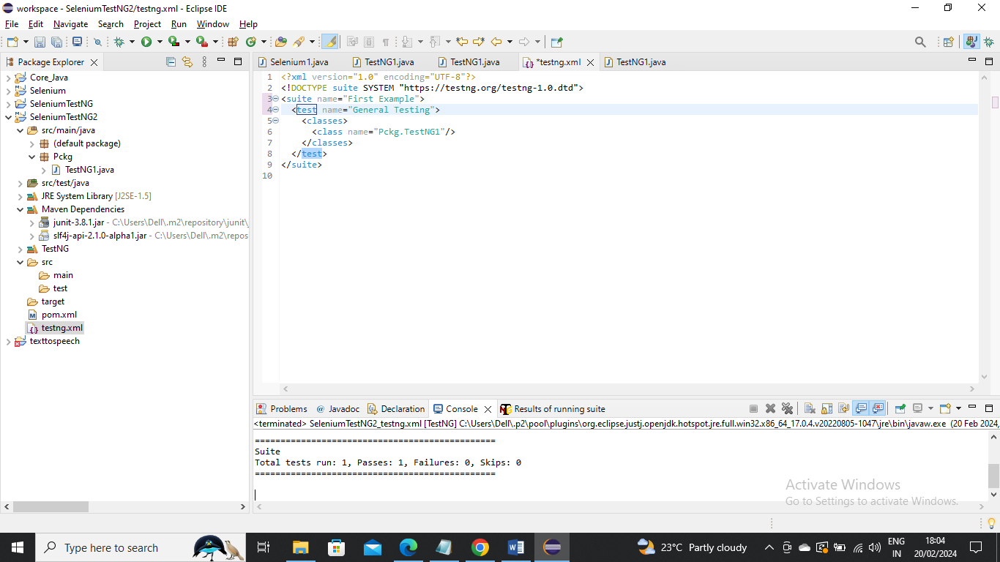 workspace - SeleniumTestNG2/testng.xml - Eclipse IDE
File Edit Navigate Search Project Run Window Help
Package Explorer
Core_Java
Selenium
SeleniumTestNG
SeleniumTestNG2
src/main/java
(default package)
Pckg
TestNG1.java
src/test/java
JRE System Library [J2SE-1.5]
Maven Dependencies
junit-3.8.1.jar - C:\Users\Dell\.m2\repository\junit\
slf4j-api-2.1.0-alpha1.jar - C:\Users\Dell\.m2\repos
TestNG
src
main
test
target
pom.xml
testng.xml
texttospeech
Selenium1.java TestNG1.java TestNG1.java *testng.xml TestNG1.java
1 <?xml version="1.0" encoding="UTF-8"?>
2 <!DOCTYPE suite SYSTEM "https://testng.org/testng-1.0.dtd">
3 <suite name="First Example">
4 <test name="General Testing">
5 <classes>
6 <class name="Pckg.TestNG1"/>
7 </classes>
8 </test>
9 </suite>
10
Problems @ Javadoc Declaration Console Results of running suite
<terminated> SeleniumTestNG2_testng.xml [TestNG] C:\Users\Dell\.p2\pool\plugins\org.eclipse.justj.openjdk.hotspot.jre.full.win32.x86_64_17.0.4.v20220805-1047\jre\bin\javaw.exe (20 Feb 2024,
===============================================
Suite
Total tests run: 1, Passes: 1, Failures: 0, Skips: 0
===============================================
Activate Windows
Go to Settings to activate Windows.
Type here to search
23°C Partly cloudy
ENG
IN
18:04
20/02/2024